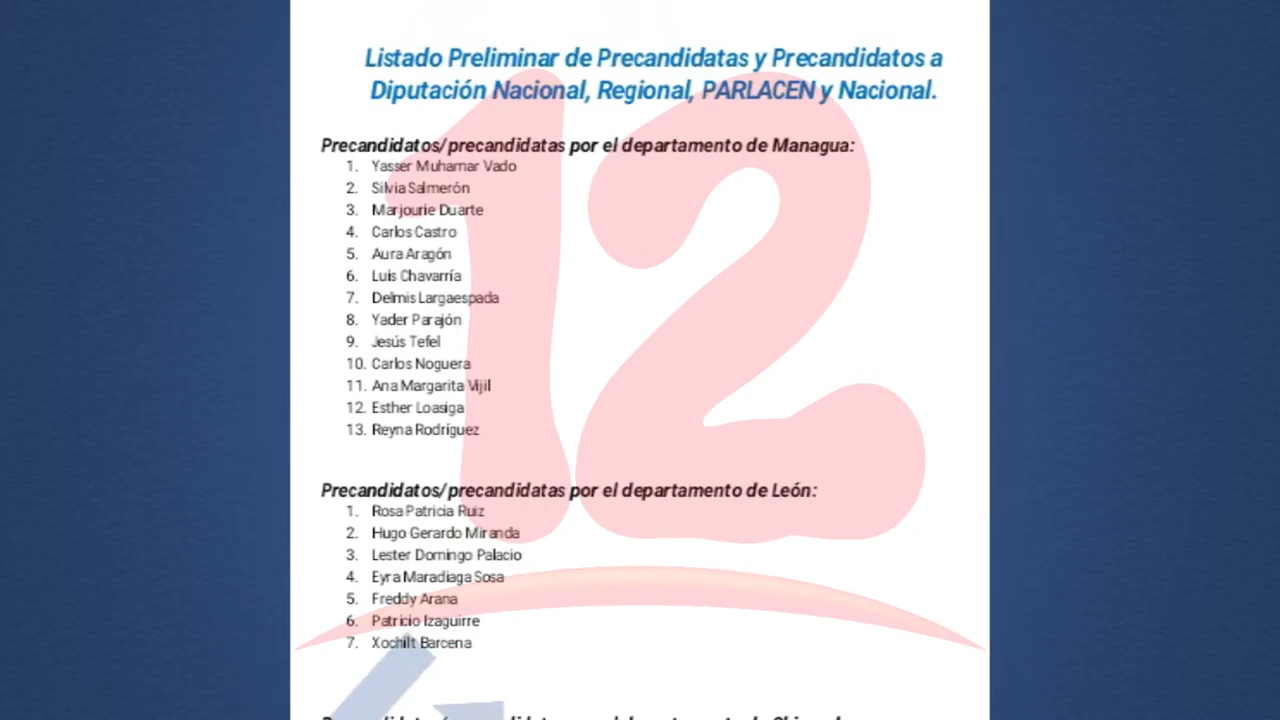 Listado Preliminar de Precandidatas y Precandidatos a
Diputación Nacional, Regional, PARLACEN y Nacional.
Precandidatos/precandidatas por el departamento de Managua:
1. Yasser Muhamar Vado
2. Silvia Salmerón
3. Marjourie Duarte
4. Carlos Castro
5. Aura Aragón
6. Luis Chavarría
7. Delmis Largaespada
8. Yader Parajón
9. Jesús Tefel
10. Carlos Noguera
11. Ana Margarita Vijil
12. Esther Loasiga
13. Reyna Rodríguez
Precandidatos/precandidatas por el departamento de León:
1. Rosa Patricia Ruiz
2. Hugo Gerardo Miranda
3. Lester Domingo Palacio
4. Eyra Maradiaga Sosa
5. Freddy Arana
6. Patricio Izaguirre
7. Xochilt Barcena
12